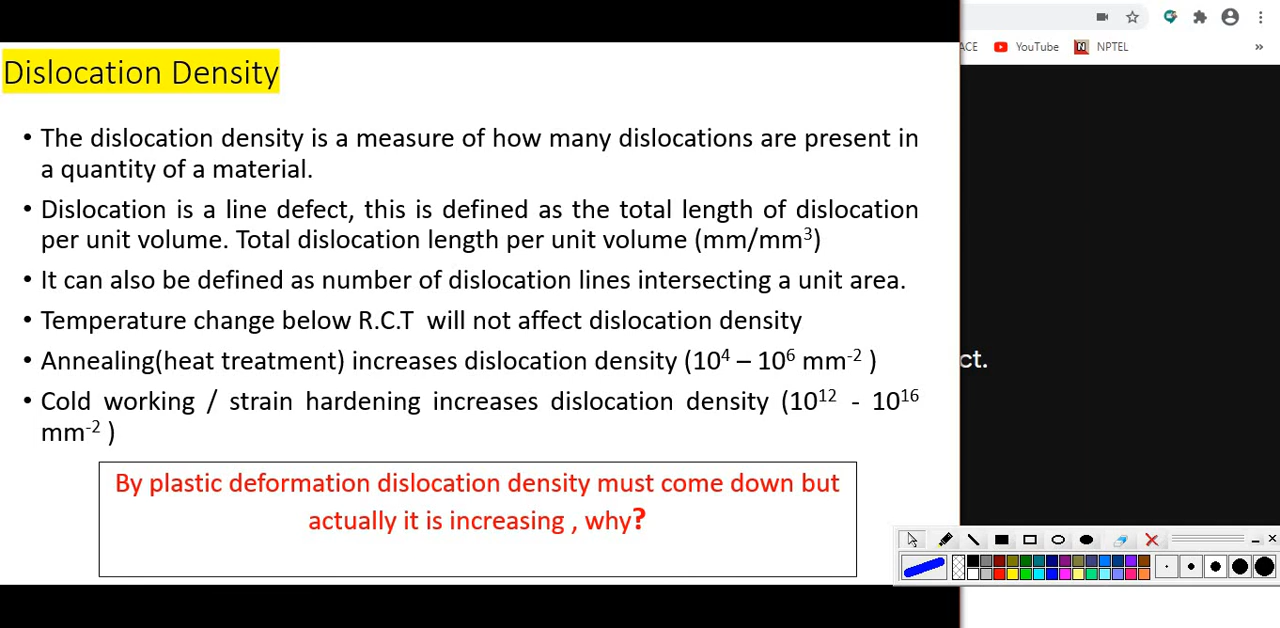 ACE YouTube NPTEL »
Dislocation Density
• The dislocation density is a measure of how many dislocations are present in
a quantity of a material.
• Dislocation is a line defect, this is defined as the total length of dislocation
per unit volume. Total dislocation length per unit volume (mm/mm³)
• It can also be defined as number of dislocation lines intersecting a unit area.
• Temperature change below R.C.T will not affect dislocation density
• Annealing(heat treatment) increases dislocation density (10⁴ – 10⁶ mm⁻² )
ct.
• Cold working / strain hardening increases dislocation density (10¹² - 10¹⁶
mm⁻² )
By plastic deformation dislocation density must come down but
actually it is increasing , why?